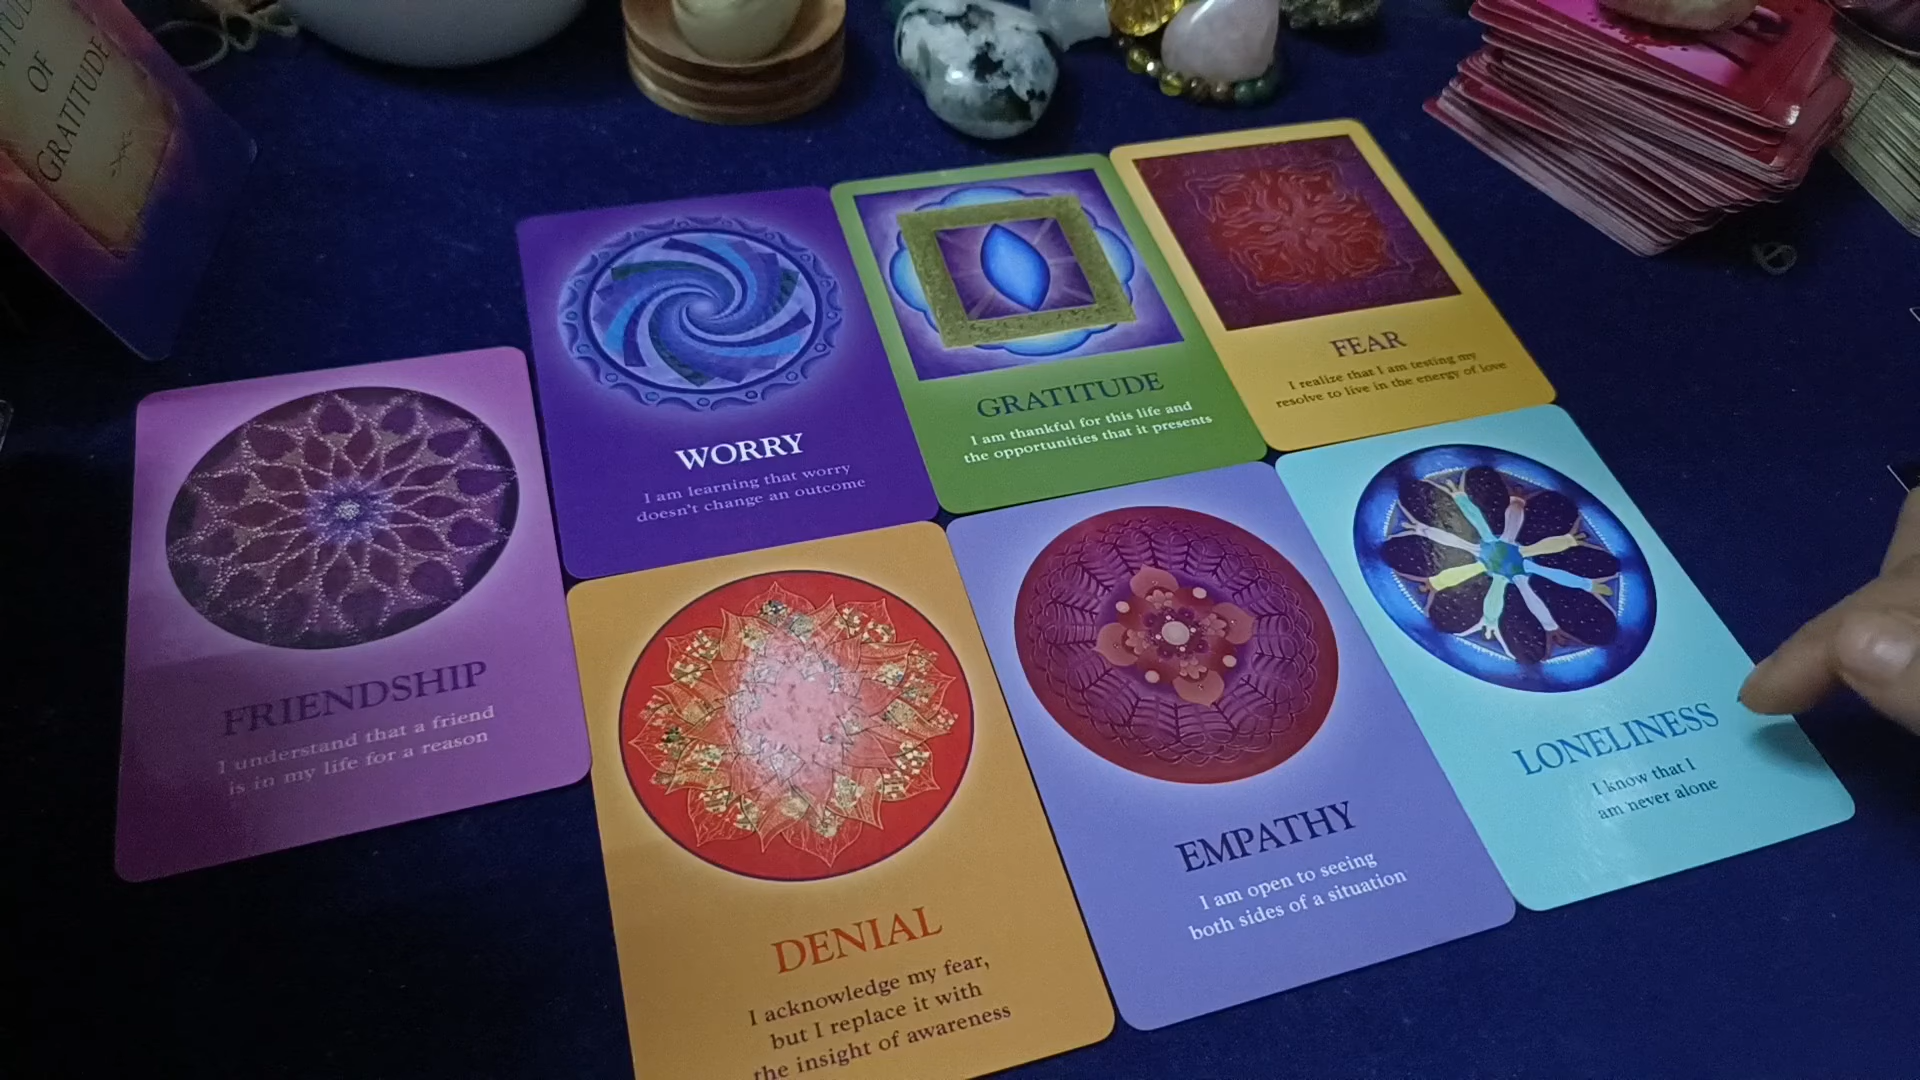 OF
GRATITUDE
FRIENDSHIP
I understand that a friend
is in my life for a reason
WORRY
I am learning that worry
doesn't change an outcome
GRATITUDE
I am thankful for this life and
the opportunities that it presents
FEAR
I realize that I am testing my
resolve to live in the energy of love
DENIAL
I acknowledge my fear,
but I replace it with
the insight of awareness
EMPATHY
I am open to seeing
both sides of a situation
LONELINESS
I know that I
am never alone